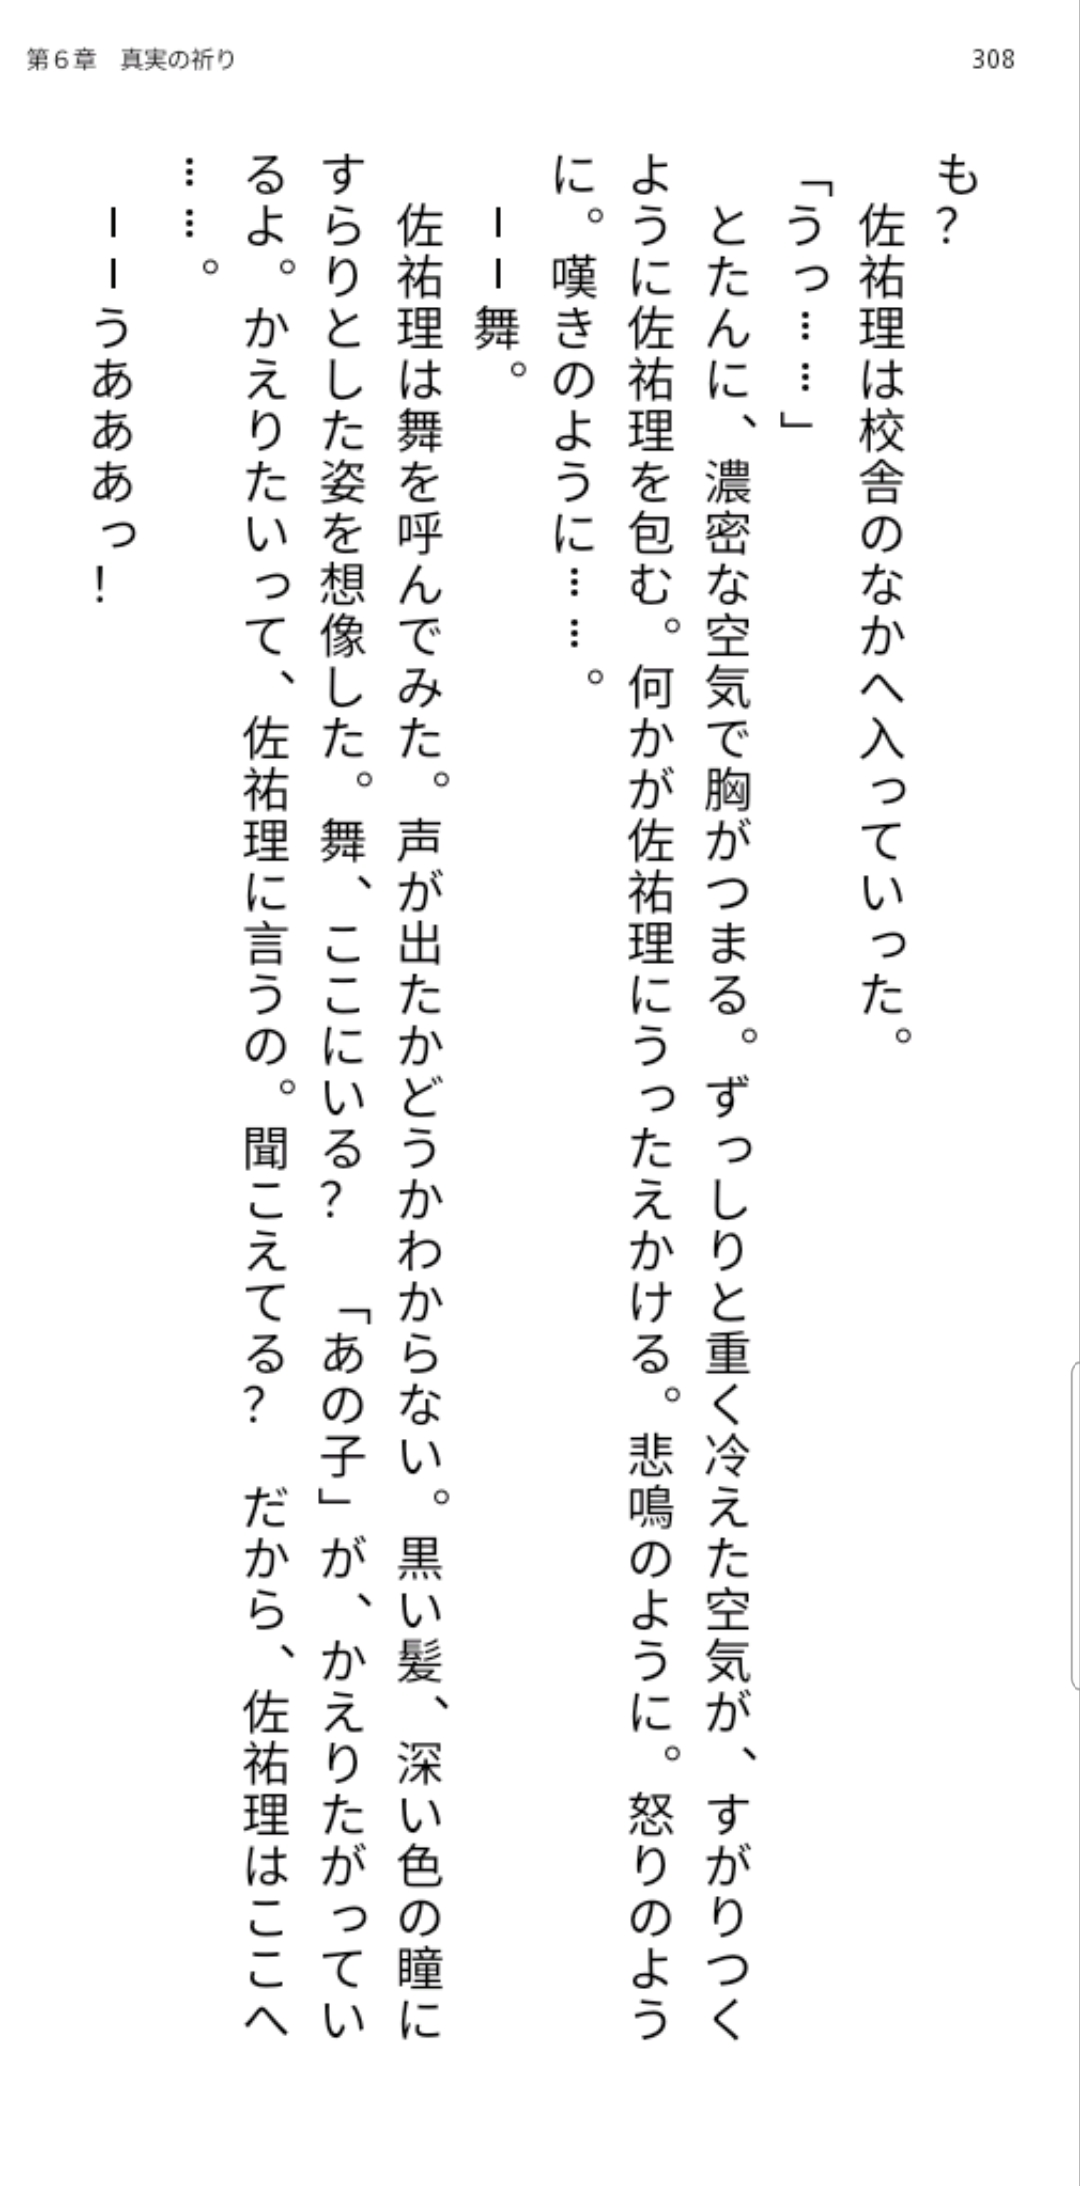 第６章　真実の祈り
308
も？
　佐祐理は校舎のなかへ入っていった。
「うっ……」
　とたんに、濃密な空気で胸がつまる。ずっしりと重く冷えた空気が、すがりつく
ように佐祐理を包む。何かが佐祐理にうったえかける。悲鳴のように。怒りのよう
に。嘆きのように……。
　――舞。
　佐祐理は舞を呼んでみた。声が出たかどうかわからない。黒い髪、深い色の瞳に
すらりとした姿を想像した。舞、ここにいる？　「あの子」が、かえりたがってい
るよ。かえりたいって、佐祐理に言うの。聞こえてる？　だから、佐祐理はここへ
……。
　――うあああっ！